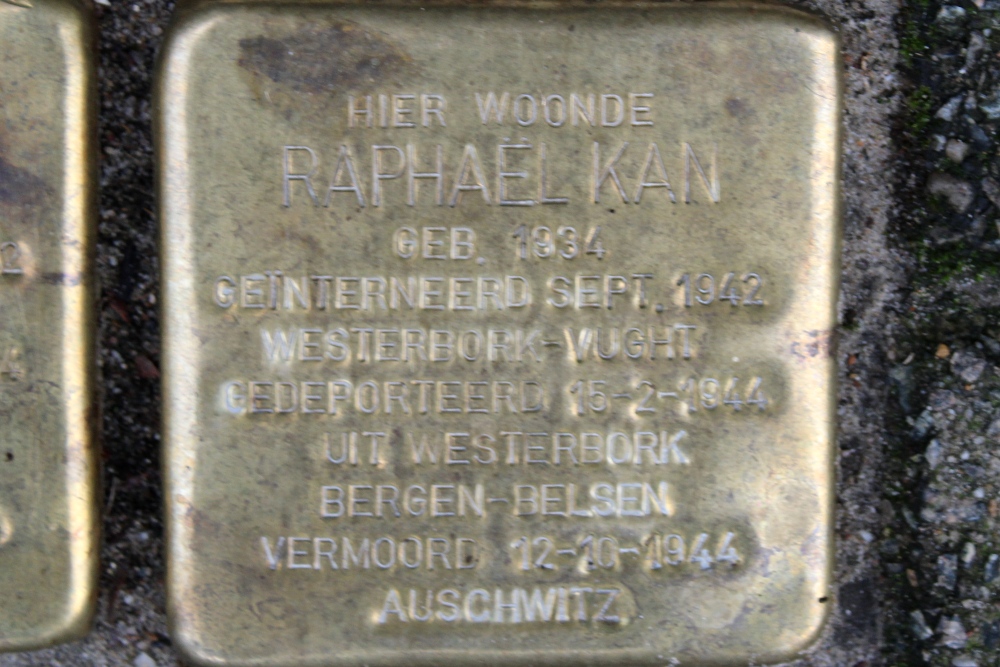 HIER WOONDE
RAPHAËL KAN
GEB. 1934
GEÏNTERNEERD SEPT. 1942
WESTERBORK-VUGHT
GEDEPORTEERD 15-2-1944
UIT WESTERBORK
BERGEN-BELSEN
VERMOORD 12-10-1944
AUSCHWITZ